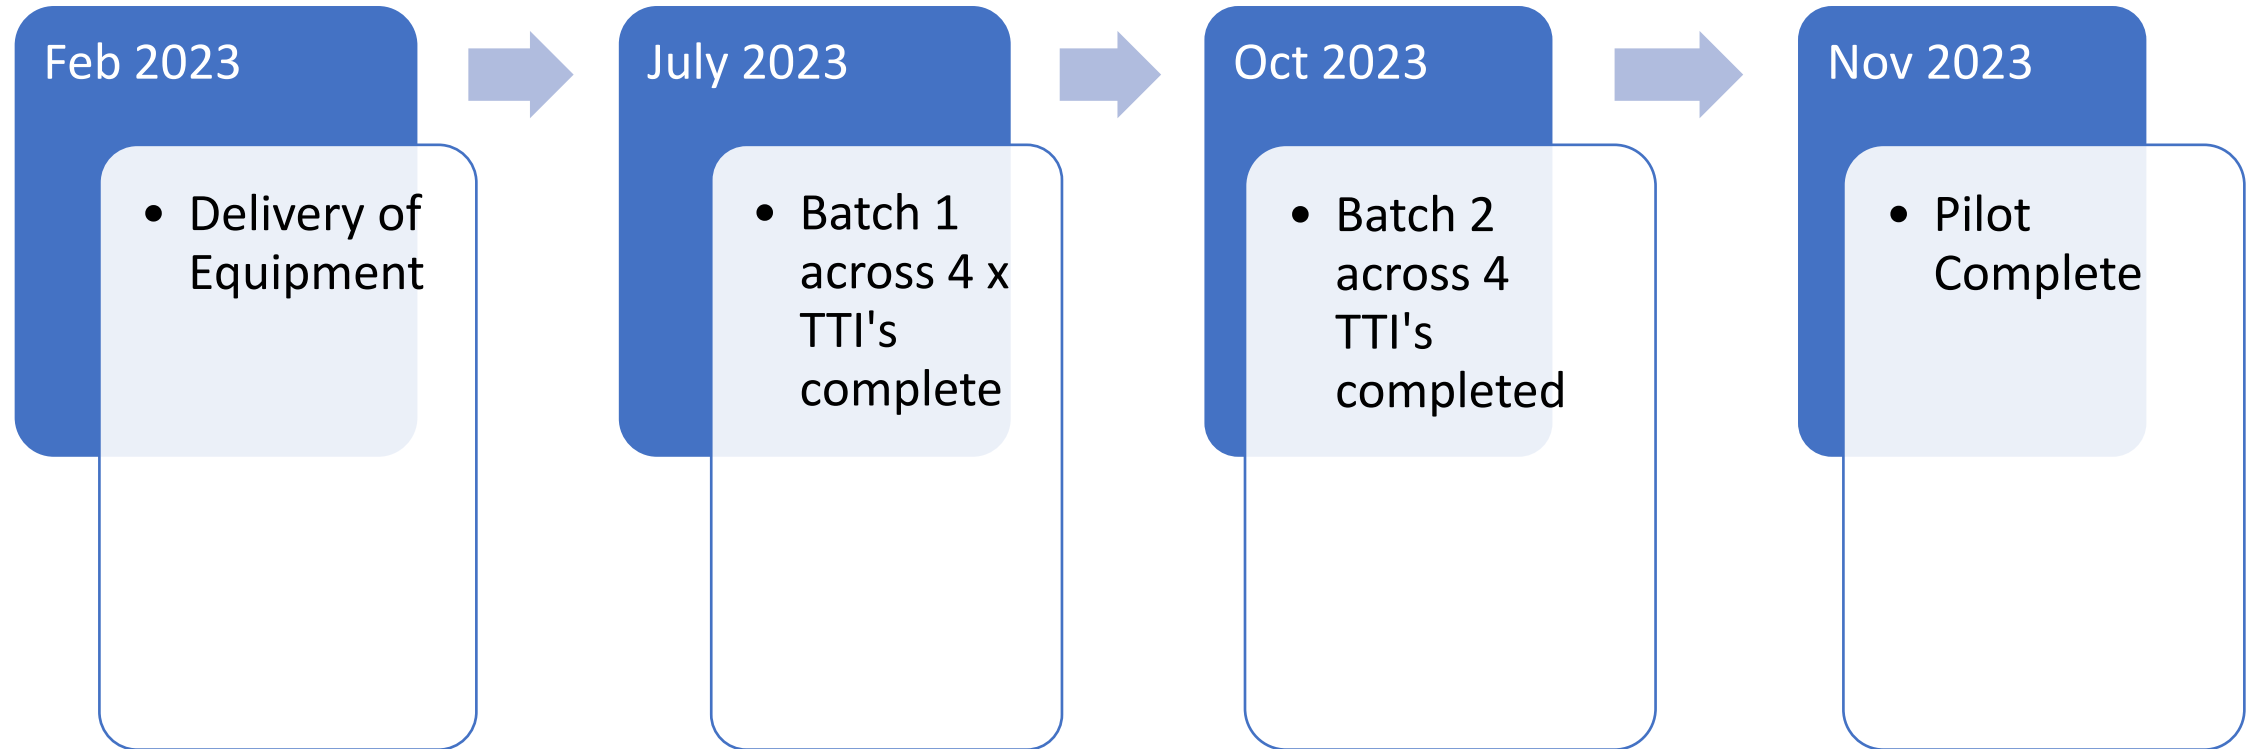 Feb 2023
• Delivery of
Equipment
July 2023
• Batch 1
across 4 x
TTI's
complete
Oct 2023
• Batch 2
across 4
TTI's
completed
Nov 2023
• Pilot
Complete